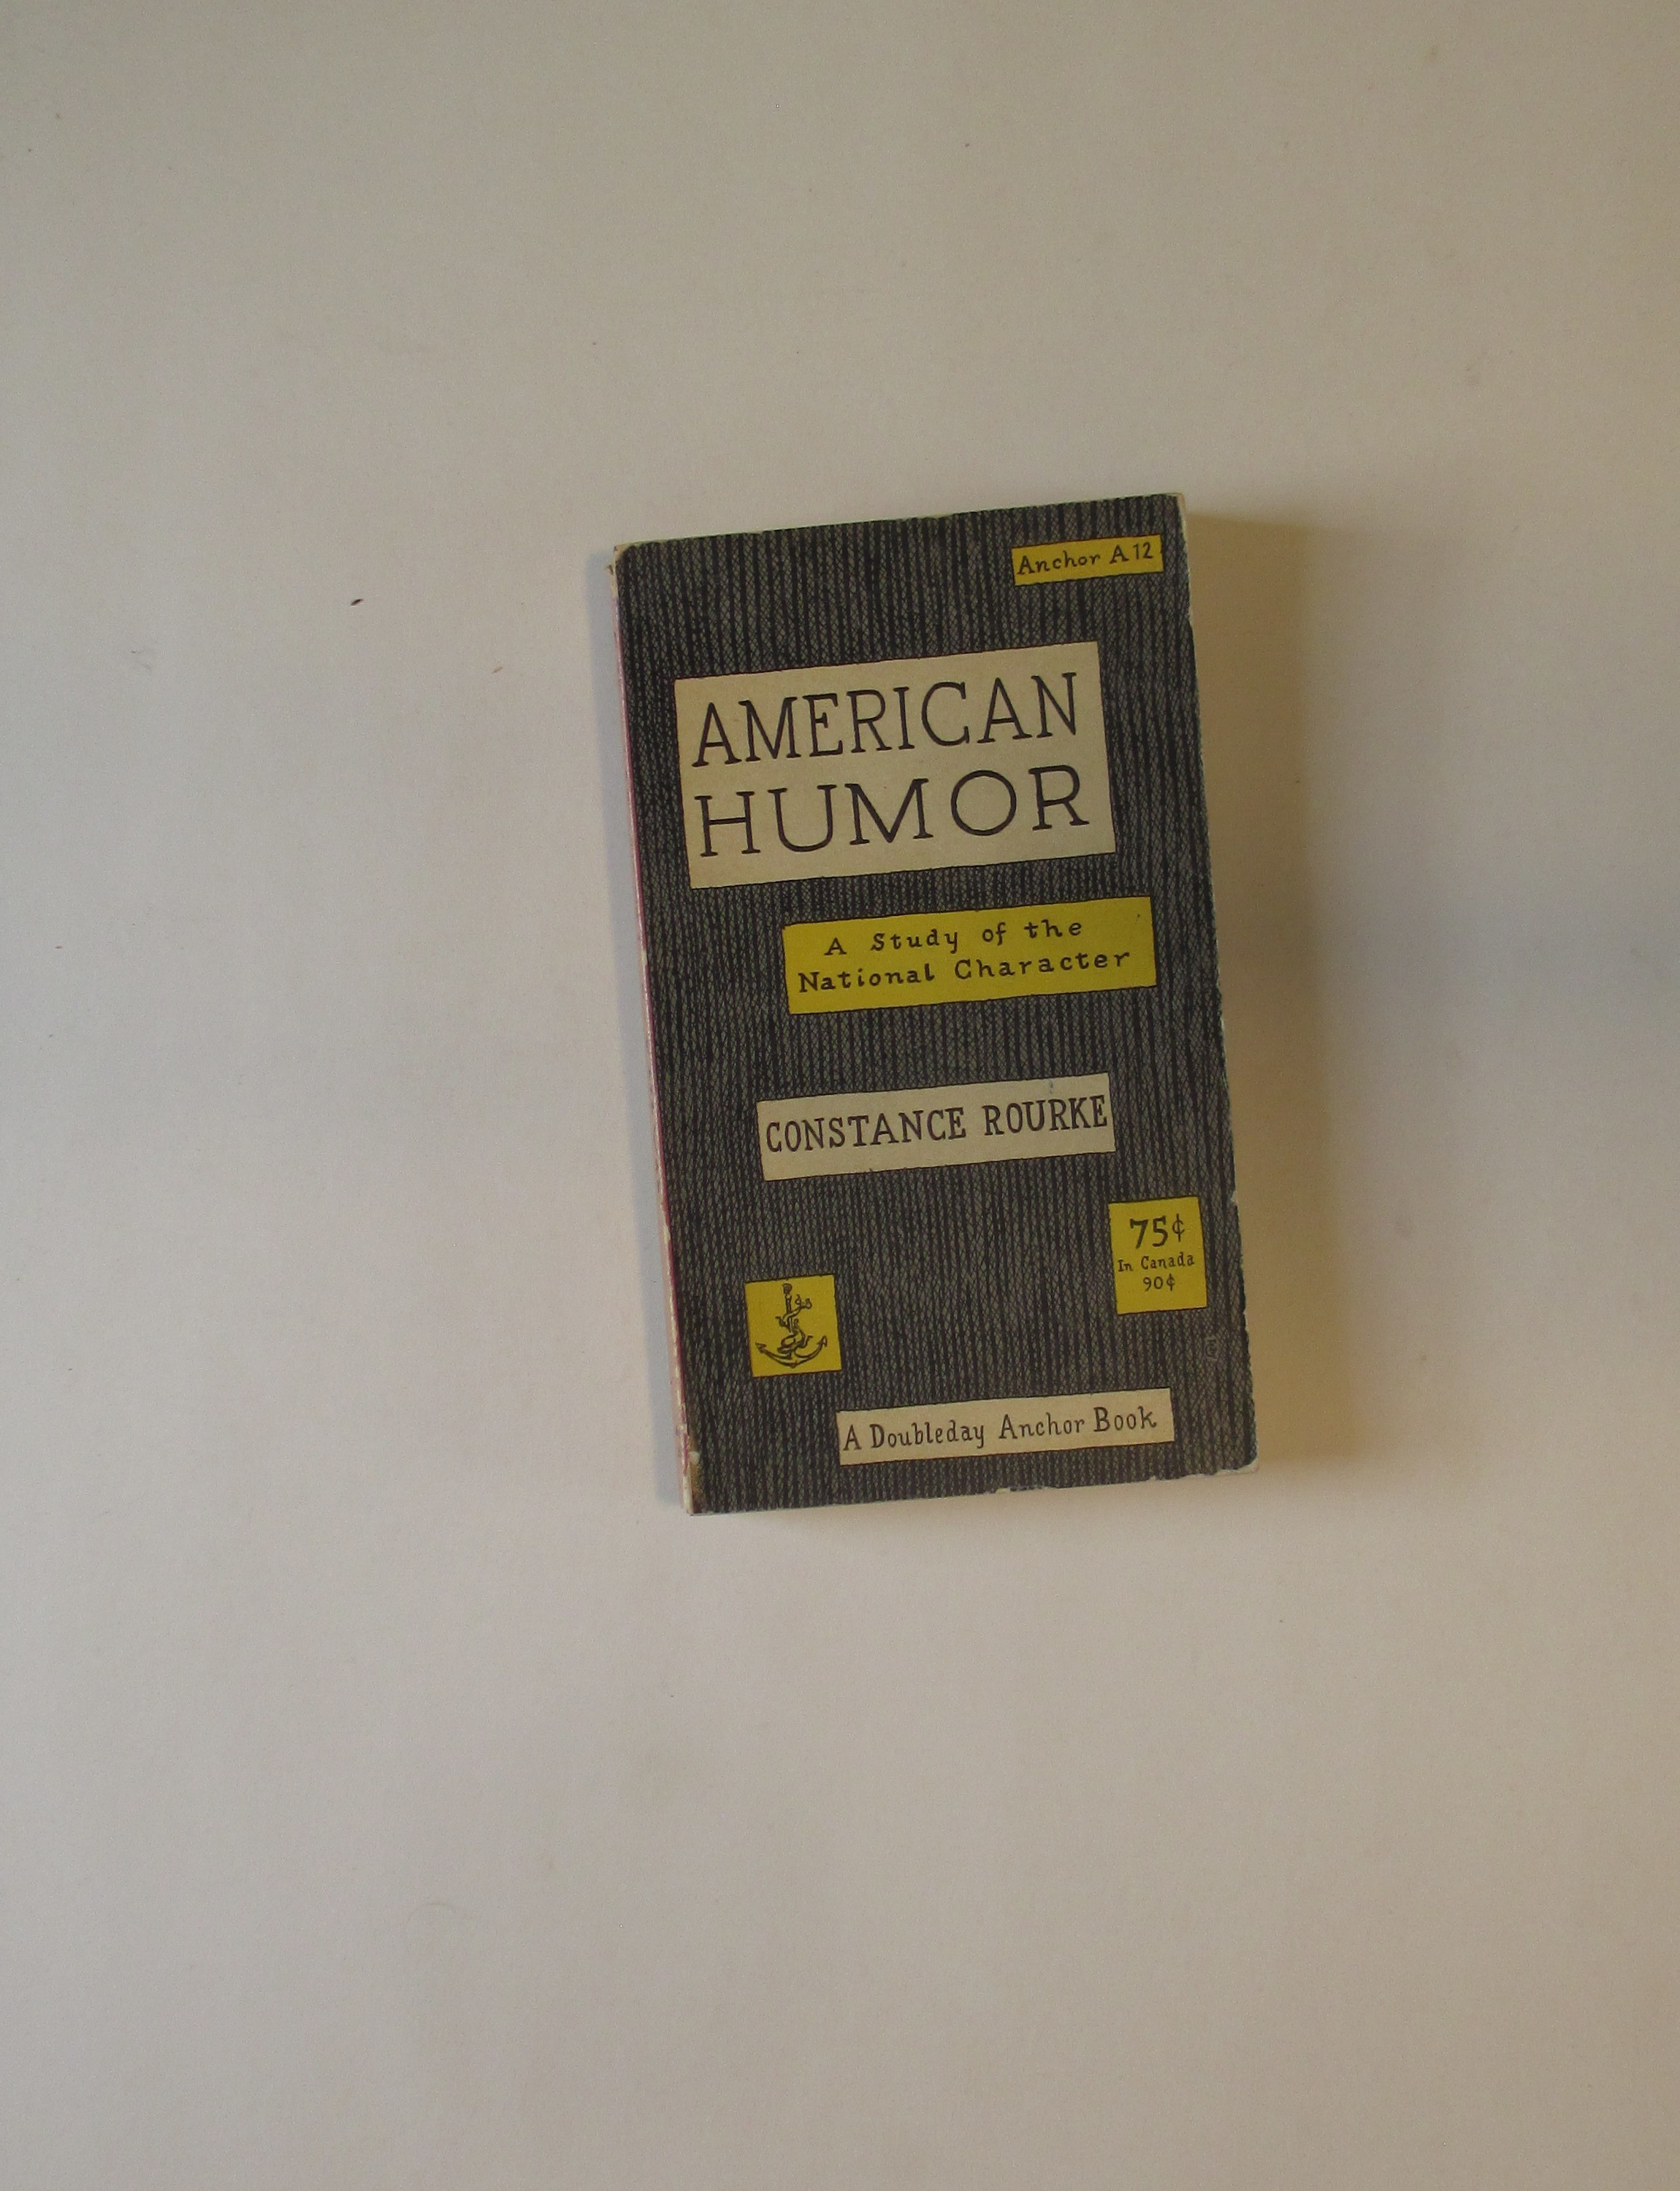 Anchor A12
AMERICAN
HUMOR
A Study of the
National Character
CONSTANCE ROURKE
75¢
In Canada
90¢
A Doubleday Anchor Book